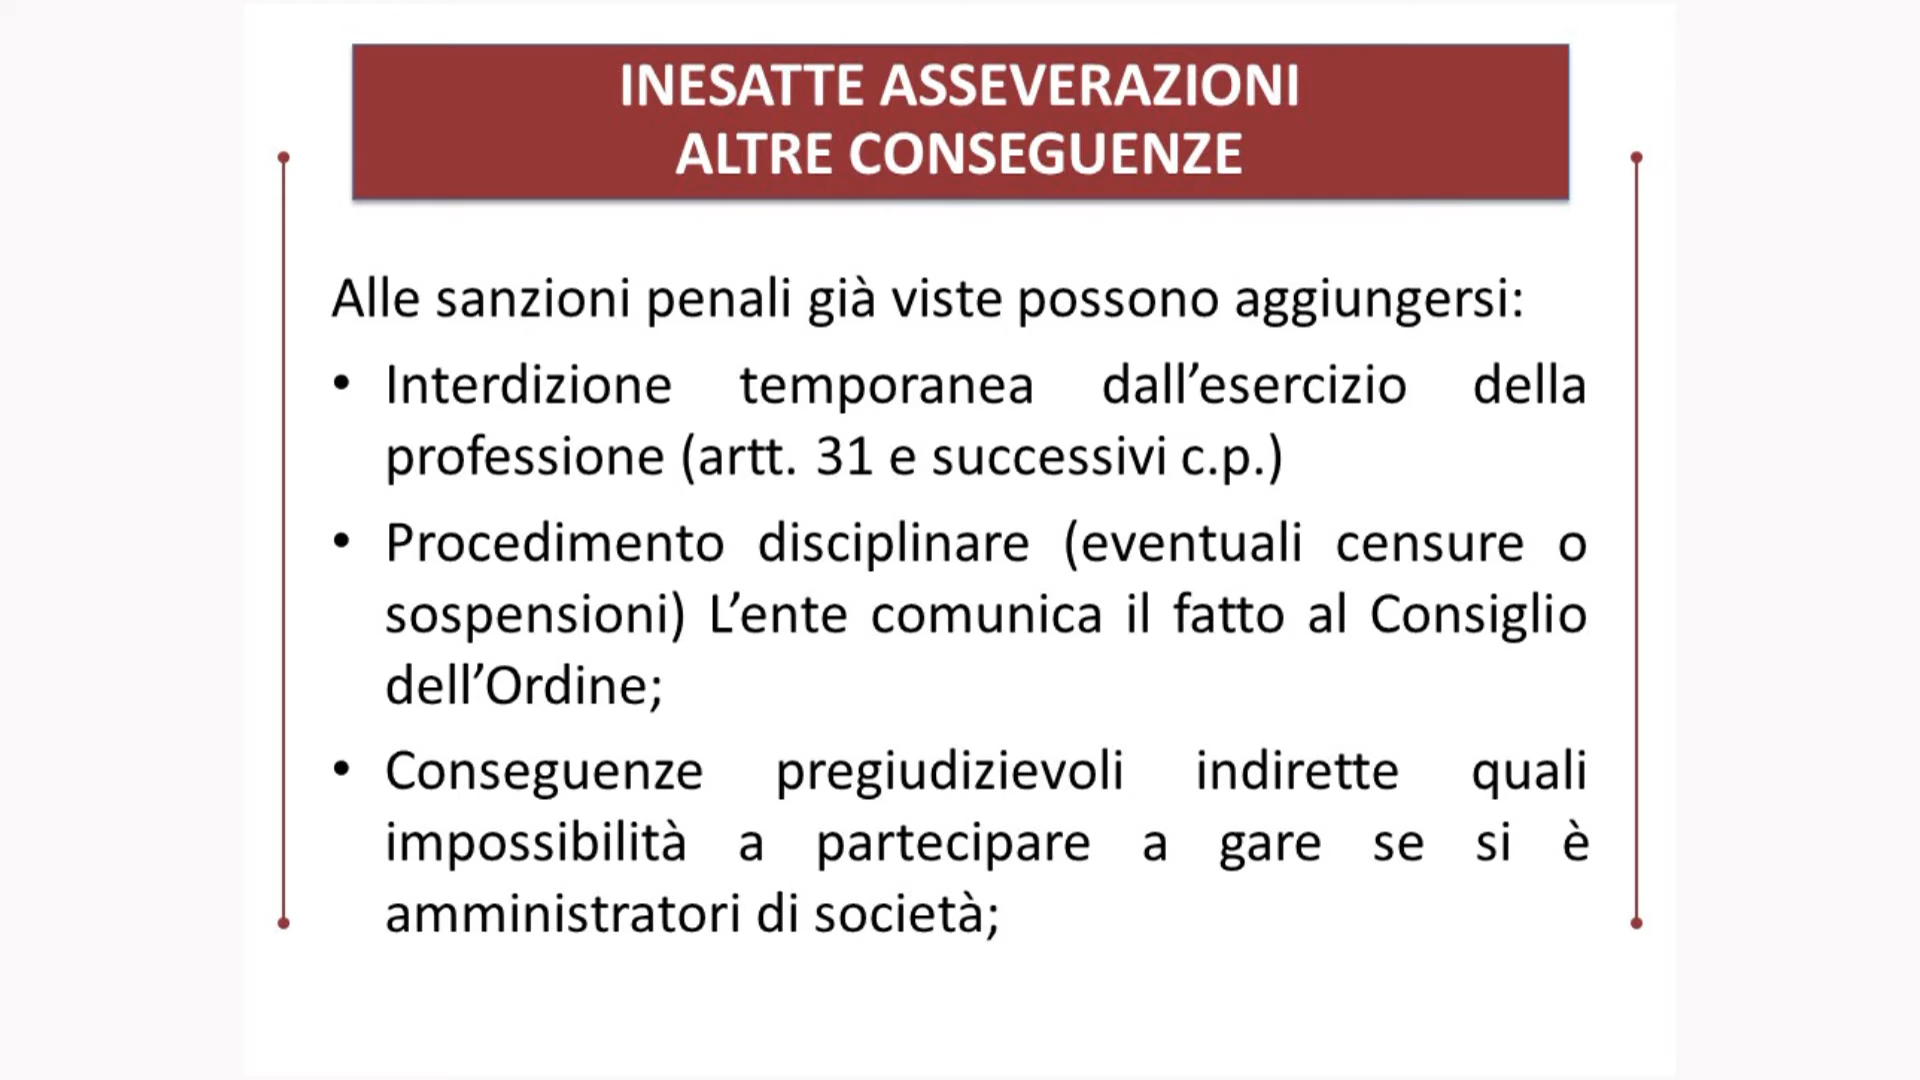 INESATTE ASSEVERAZIONI
ALTRE CONSEGUENZE
Alle sanzioni penali già viste possono aggiungersi:
• Interdizione temporanea dall’esercizio della
professione (artt. 31 e successivi c.p.)
• Procedimento disciplinare (eventuali censure o
sospensioni) L’ente comunica il fatto al Consiglio
dell’Ordine;
• Conseguenze pregiudizievoli indirette quali
impossibilità a partecipare a gare se si è
amministratori di società;